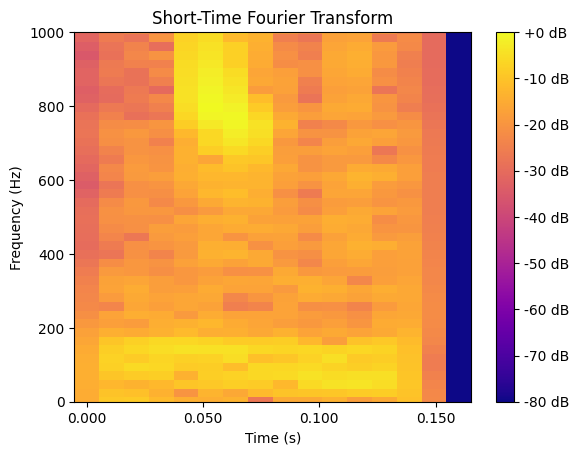 Short-Time Fourier Transform
1000
800
600
400
200
0
Frequency (Hz)
0.000
0.050
0.100
0.150
Time (s)
+0 dB
-10 dB
-20 dB
-30 dB
-40 dB
-50 dB
-60 dB
-70 dB
-80 dB